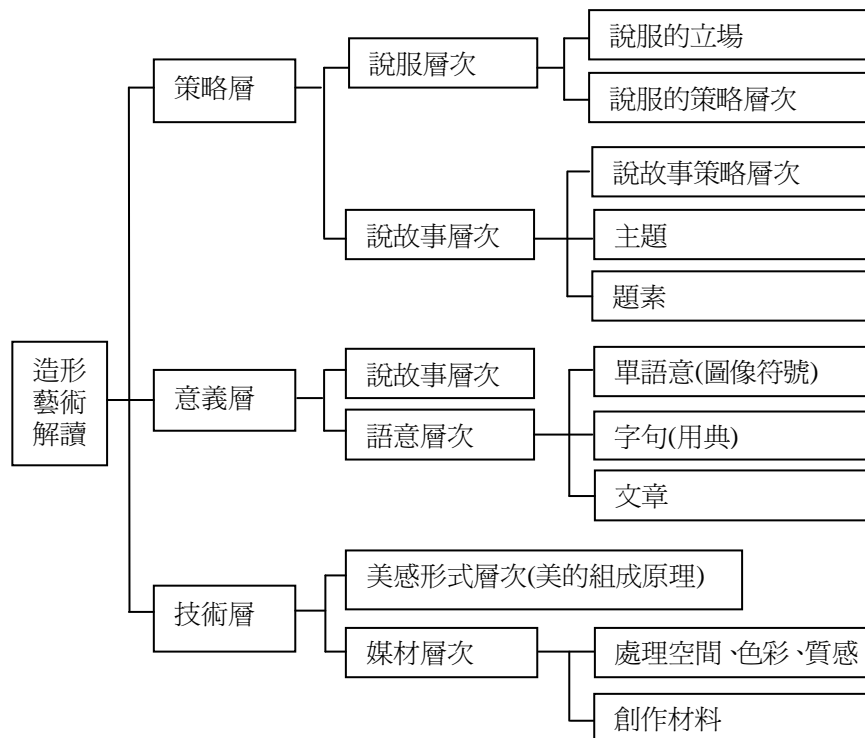 說服的立場
說服層次
策略層
說服的策略層次
說故事策略層次
說故事層次
主題
題素
造形
藝術
解讀
意義層
說故事層次
單語意(圖像符號)
語意層次
字句(用典)
文章
美感形式層次(美的組成原理)
技術層
媒材層次
處理空間、色彩、質感
創作材料